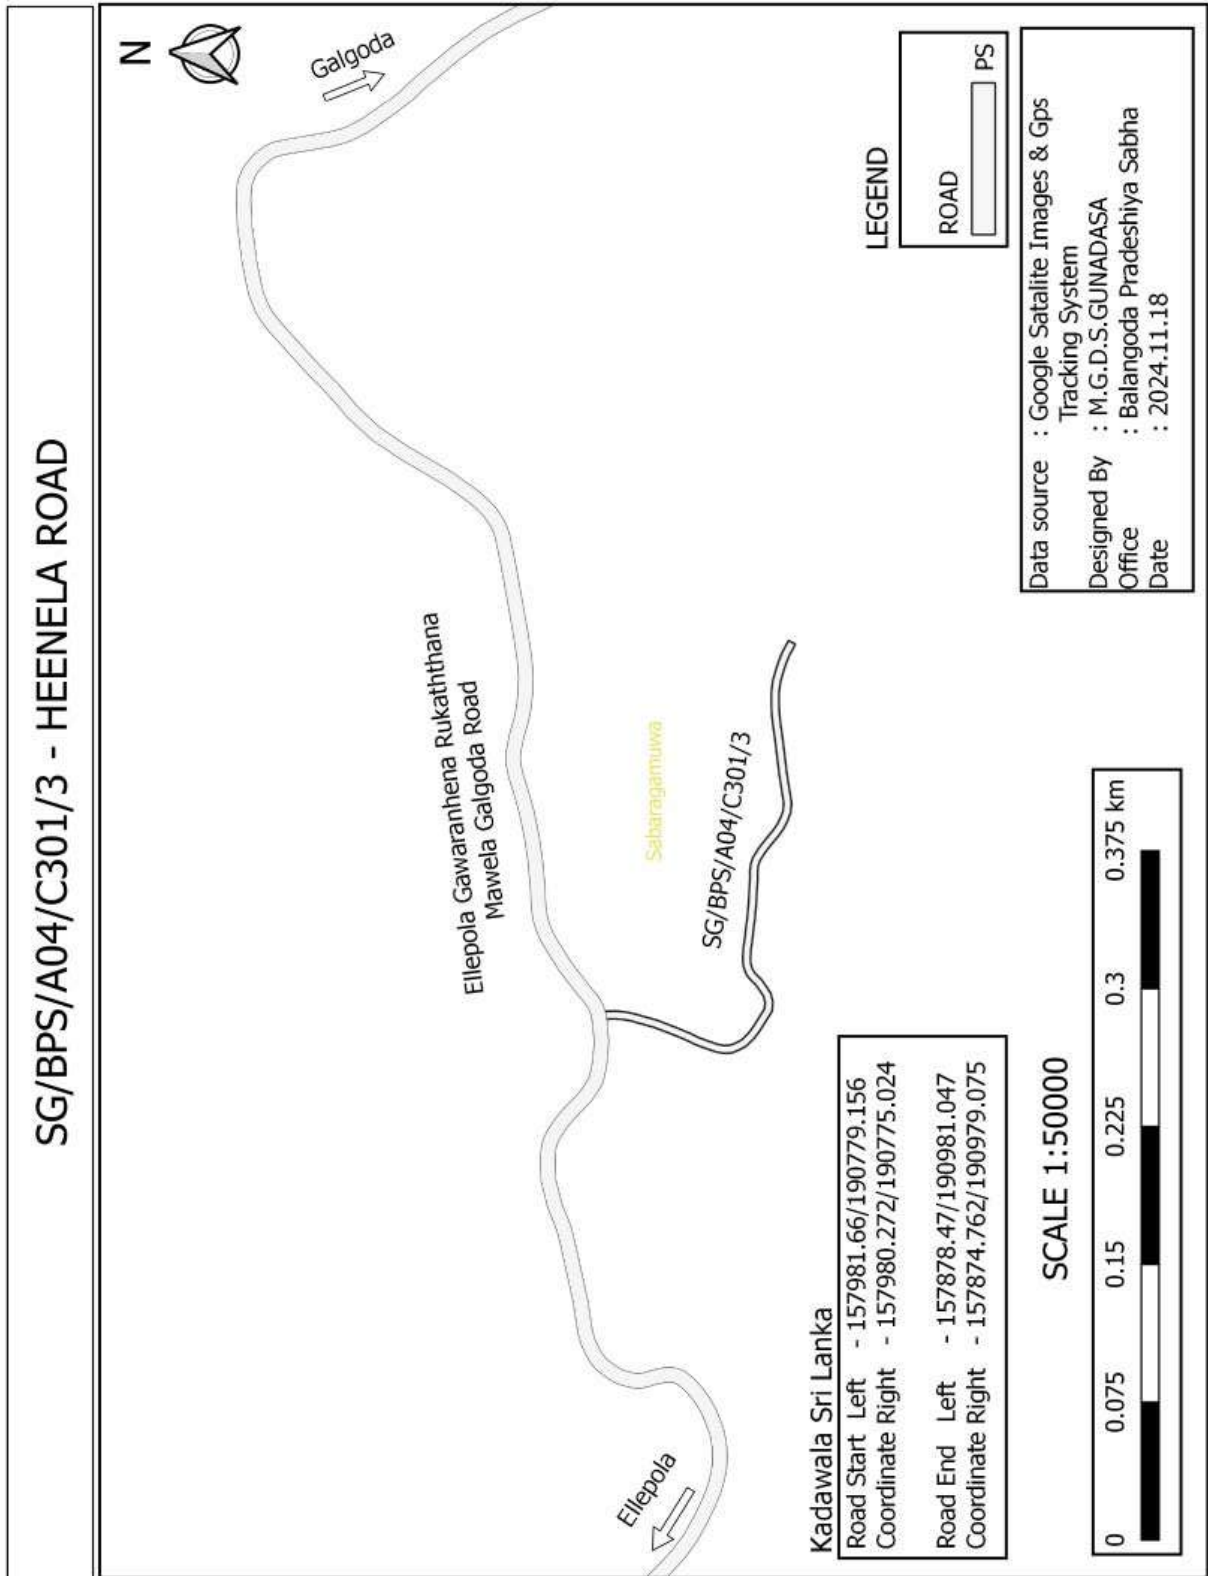 SG/BPS/A04/C301/3 - HEENELA ROAD
N
Galgoda
Ellepola Gawaranhena Rukaththana
Mawela Galgoda Road
Sabaragamuwa
SG/BPS/A04/C301/3
Ellepola
Kadawala Sri Lanka
Road Start Left - 157981.66/190779.156
Coordinate Right - 157980.272/190775.024
Road End Left - 157878.47/190981.047
Coordinate Right - 157874.762/190979.075
LEGEND
ROAD
PS
SCALE 1:50000
0 0.075 0.15 0.225 0.3 0.375 km
Data source : Google Satalite Images & Gps
Tracking System
Designed By : M.G.D.S.GUNADASA
Office : Balangoda Pradeshiya Sabha
Date : 2024.11.18